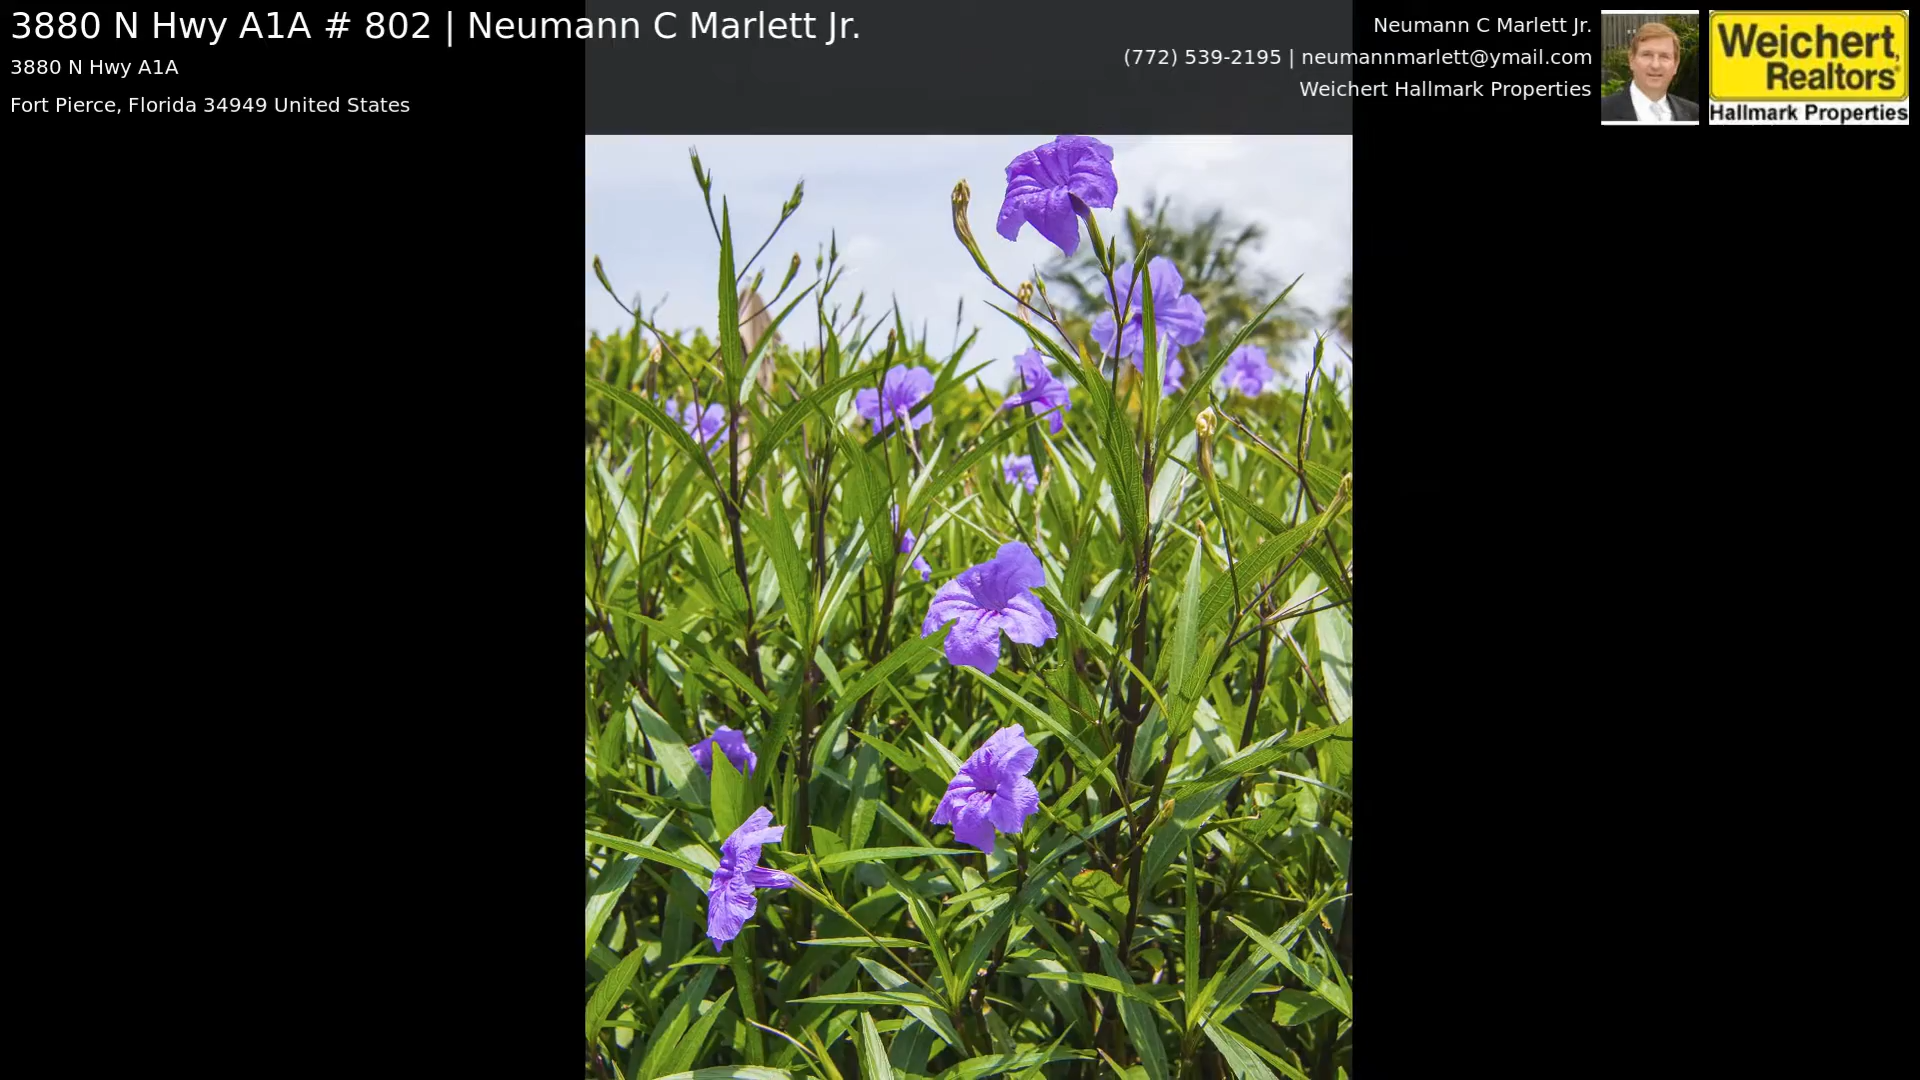 3880 N Hwy A1A # 802 | Neumann C Marlett Jr.
3880 N Hwy A1A
Fort Pierce, Florida 34949 United States
Neumann C Marlett Jr.
(772) 539-2195 | neumannmarlett@ymail.com
Weichert Hallmark Properties
Weichert,
Realtors®
Hallmark Properties